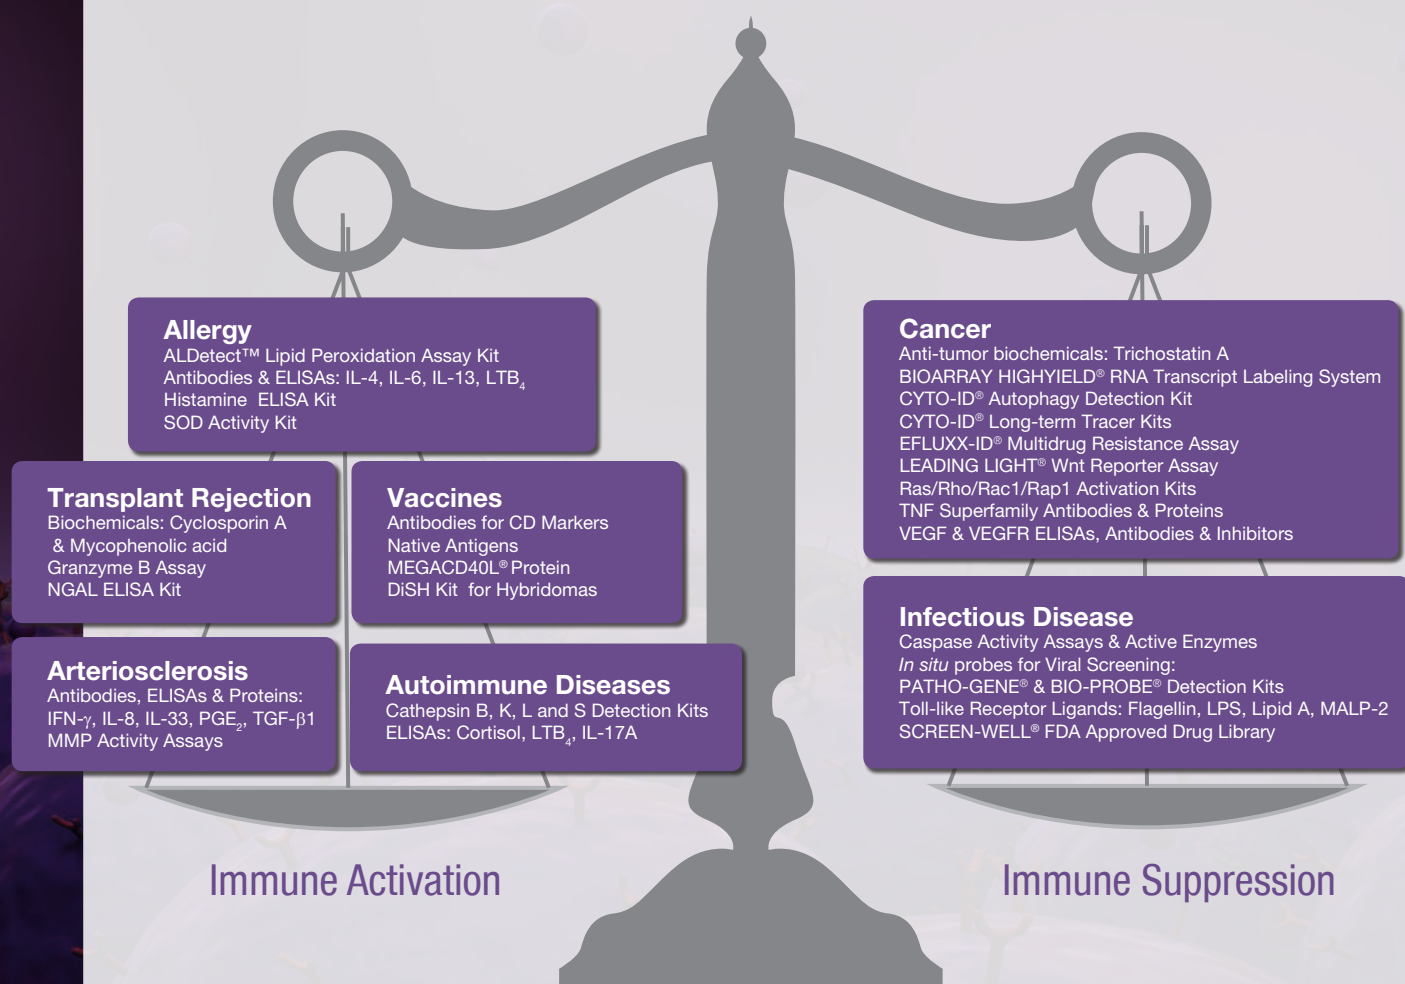 Allergy
ALDetect™ Lipid Peroxidation Assay Kit
Antibodies & ELISAs: IL-4, IL-6, IL-13, LTB₄
Histamine  ELISA Kit
SOD Activity Kit
Transplant Rejection
Biochemicals: Cyclosporin A
& Mycophenolic acid
Granzyme B Assay
NGAL ELISA Kit
Vaccines
Antibodies for CD Markers
Native Antigens
MEGACD40L® Protein
DiSH Kit  for Hybridomas
Arteriosclerosis
Antibodies, ELISAs & Proteins:
IFN-γ, IL-8, IL-33, PGE₂, TGF-β1
MMP Activity Assays
Autoimmune Diseases
Cathepsin B, K, L and S Detection Kits
ELISAs: Cortisol, LTB₄, IL-17A
Immune Activation
Cancer
Anti-tumor biochemicals: Trichostatin A
BIOARRAY HIGHYIELD® RNA Transcript Labeling System
CYTO-ID® Autophagy Detection Kit
CYTO-ID® Long-term Tracer Kits
EFLUXX-ID® Multidrug Resistance Assay
LEADING LIGHT® Wnt Reporter Assay
Ras/Rho/Rac1/Rap1 Activation Kits
TNF Superfamily Antibodies & Proteins
VEGF & VEGFR ELISAs, Antibodies & Inhibitors
Infectious Disease
Caspase Activity Assays & Active Enzymes
In situ probes for Viral Screening:
PATHO-GENE® & BIO-PROBE® Detection Kits
Toll-like Receptor Ligands: Flagellin, LPS, Lipid A, MALP-2
SCREEN-WELL® FDA Approved Drug Library
Immune Suppression